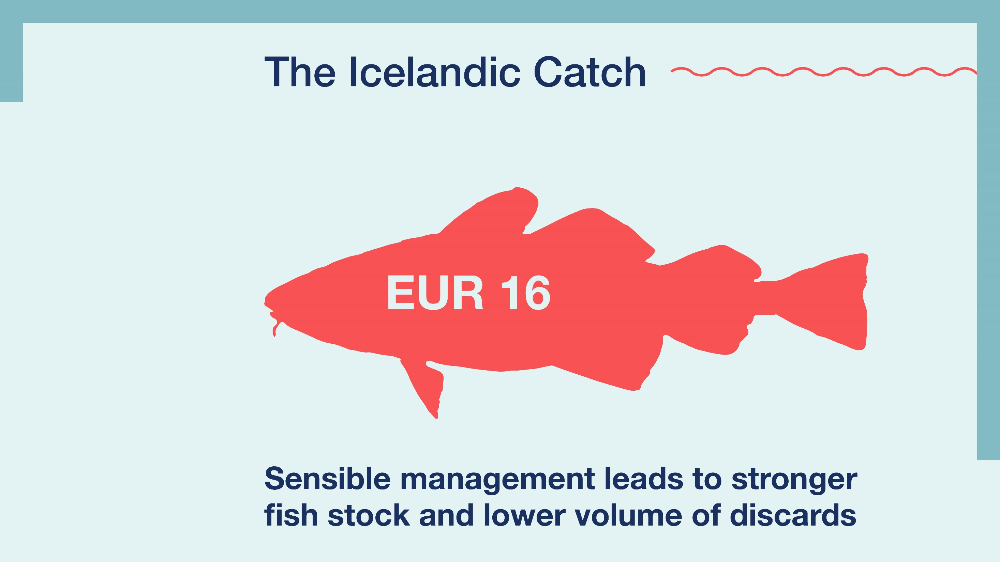 The Icelandic Catch
EUR 16
Sensible management leads to stronger
fish stock and lower volume of discards